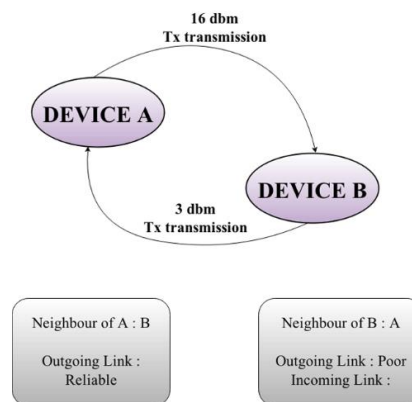 16 dbm
Tx transmission
DEVICE A
DEVICE B
3 dbm
Tx transmission
Neighbour of A : B
Outgoing Link :
Reliable
Neighbour of B : A
Outgoing Link : Poor
Incoming Link :